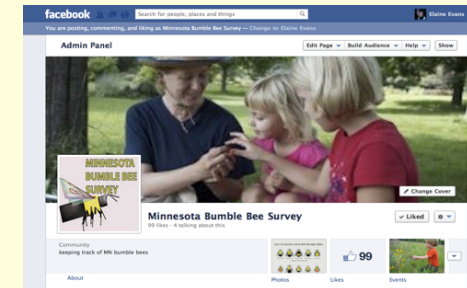 facebook
Search for people, places and things
Elaine Evans
You are posting, commenting, and liking as Minnesota Bumble Bee Survey — Change to Elaine Evans
Admin Panel
Edit Page
Build Audience
Help
Show
MINNESOTA
BUMBLE BEE
SURVEY
Change Cover
Minnesota Bumble Bee Survey
99 likes · 4 talking about this
Liked
Community
keeping track of MN bumble bees
99
About
Photos
Likes
Events